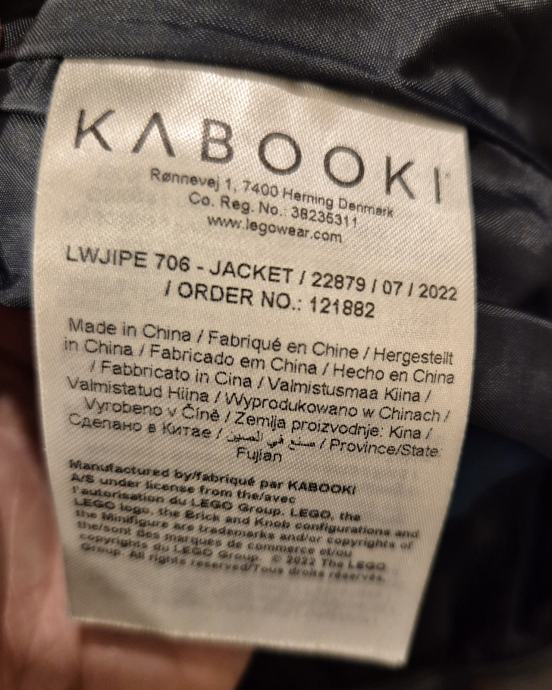 KABOOKI
Rønnevej 1, 7400 Herning Denmark
Co. Reg. No.: 38235311
www.legowear.com
LWJIPE 706 - JACKET / 22879 / 07 / 2022
/ ORDER NO.: 121882
Made in China / Fabriqué en Chine / Hergestellt
in China / Fabricado em China / Hecho en China
/ Fabbricato in Cina / Valmistusmaa Kiina /
Valmistatud Hiina / Wyprodukowano w Chinach /
Vyrobeno v Číně / Zemlja proizvodnje: Kina /
Сделано в Китае / صنع في الصين / Province/State:
Fujian
Manufactured by/fabriqué par KABOOKI
A/S under license from the/avec
l'autorisation du LEGO Group. LEGO, the
LEGO logo, the Brick and Knob configurations and
the Minifigure are trademarks and/or copyrights of
the/sont des marques de commerce et/ou
copyrights du LEGO Group. © 2022 The LEGO
Group. All rights reserved/Tous droits réservés.